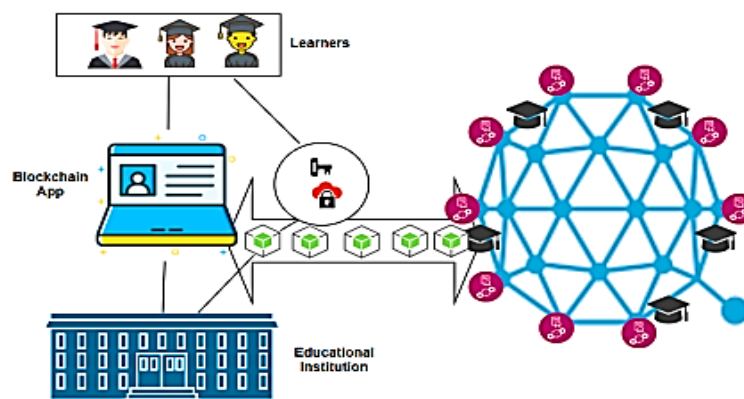 Learners
Blockchain
App
Educational
Institution